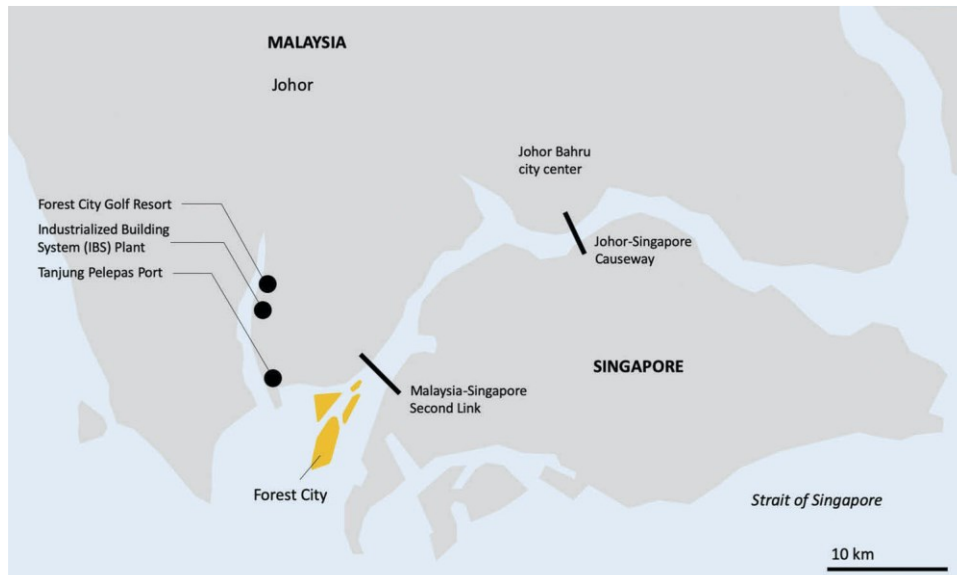 MALAYSIA
Johor
Johor Bahru
city center
Forest City Golf Resort
Industrialized Building
System (IBS) Plant
Tanjung Pelepas Port
Johor-Singapore
Causeway
SINGAPORE
Malaysia-Singapore
Second Link
Forest City
Strait of Singapore
10 km